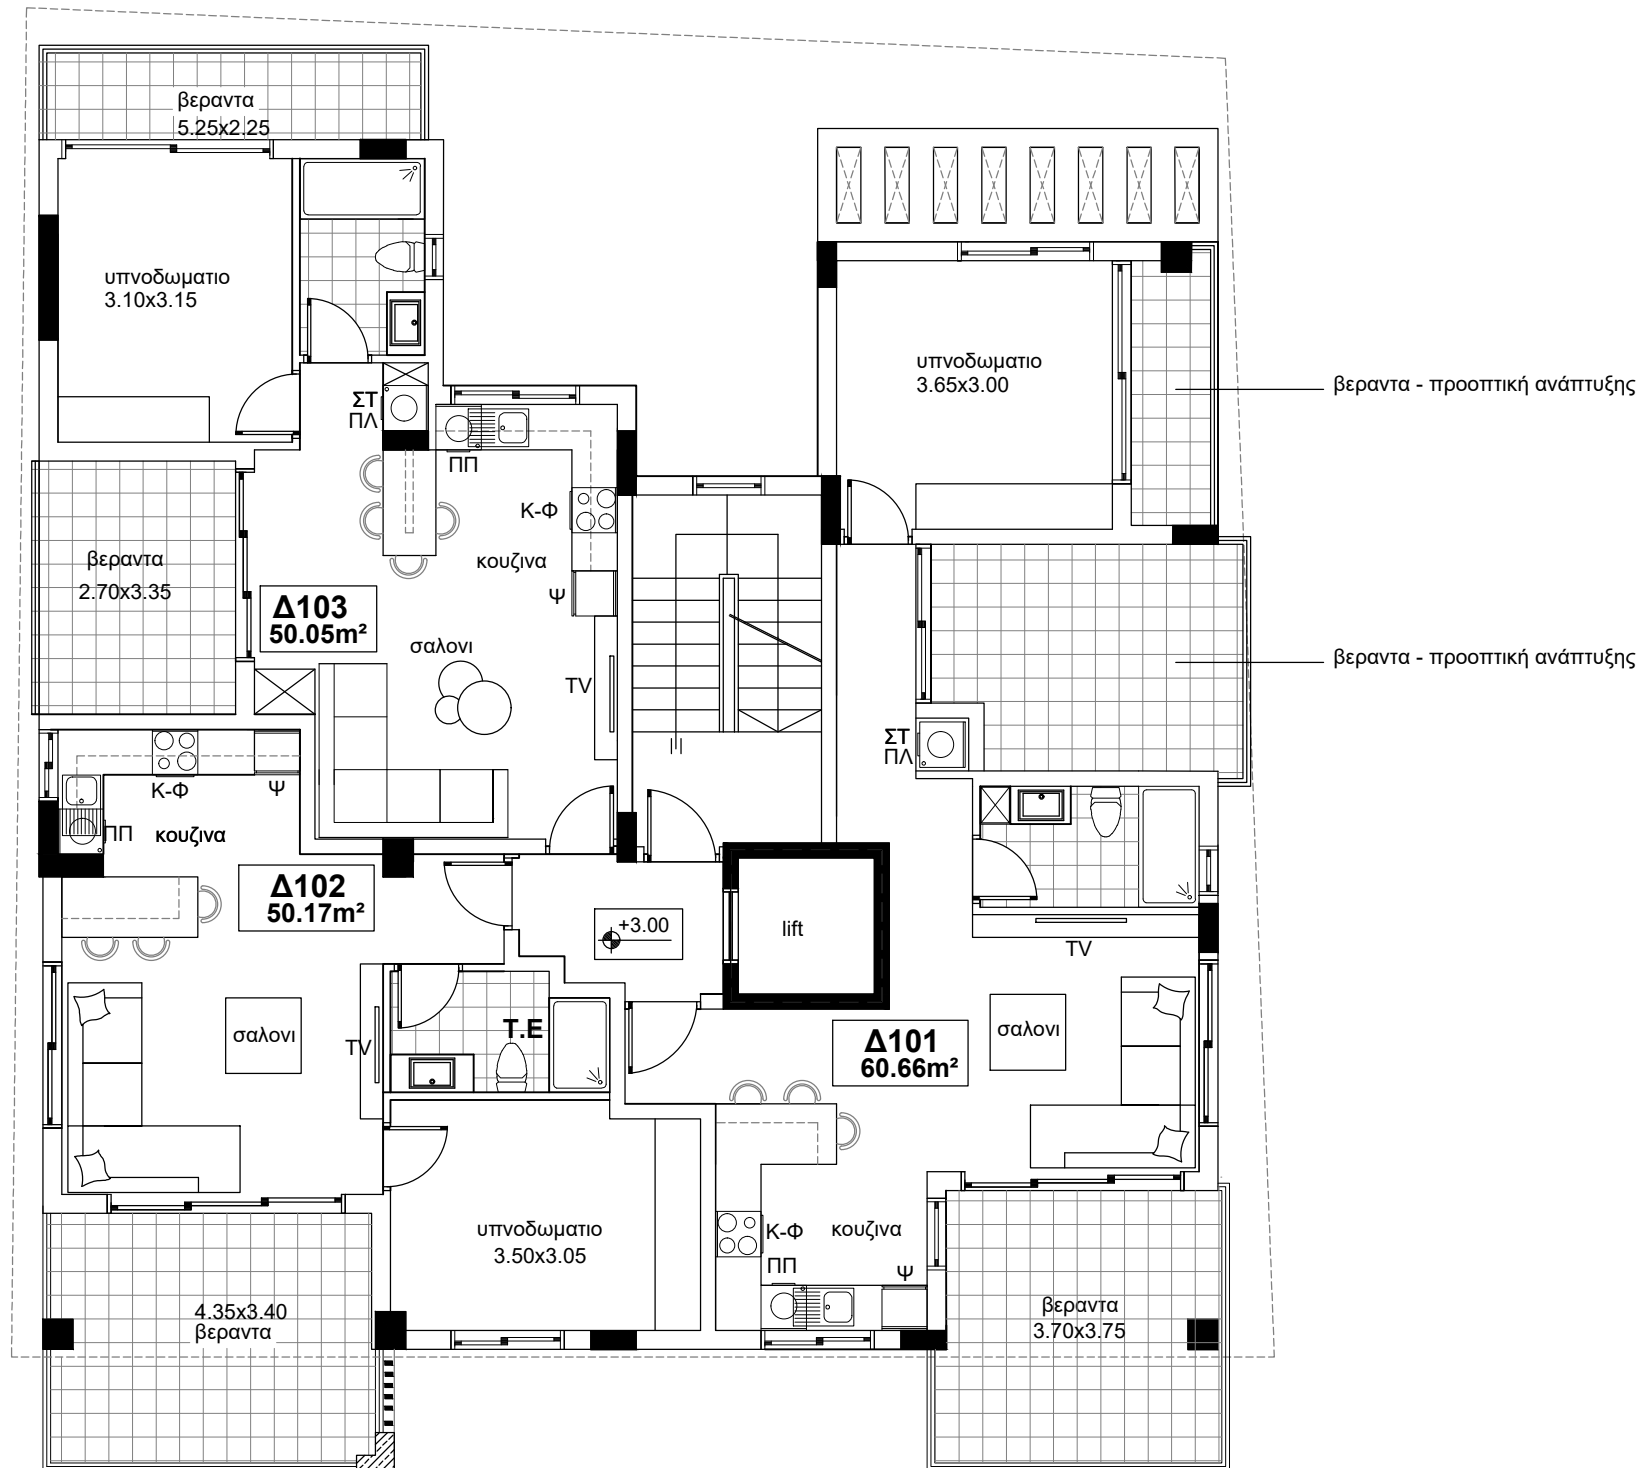 βεραντα
5.25x2.25
υπνοδωματιο
3.10x3.15
υπνοδωματιο
3.65x3.00
βεραντα - προοπτική ανάπτυξης
ΣΤ
ΠΛ
ΠΠ
Κ-Φ
κουζινα
Ψ
βεραντα
2.70x3.35
Δ103
50.05m²
σαλονι
TV
βεραντα - προοπτική ανάπτυξης
ΣΤ
ΠΛ
Κ-Φ
Ψ
ΠΠ
κουζινα
Δ102
50.17m²
+3.00
lift
TV
σαλονι
TV
Τ.Ε
Δ101
60.66m²
σαλονι
υπνοδωματιο
3.50x3.05
Κ-Φ
κουζινα
ΠΠ
Ψ
4.35x3.40
βεραντα
βεραντα
3.70x3.75